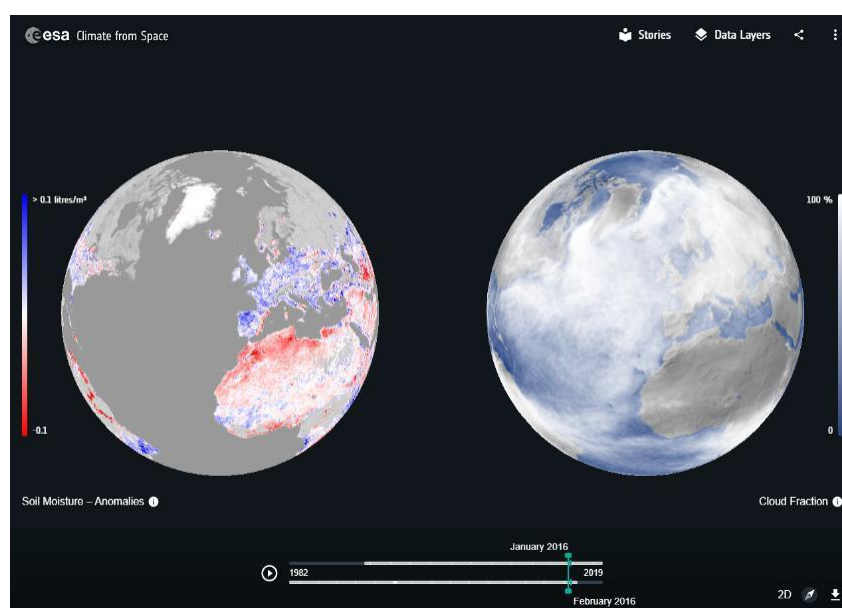 esa Climate from Space
Stories
Data Layers
> 0.1 litres/m³
-0.1
100 %
0
Soil Moisture – Anomalies
Cloud Fraction
January 2016
1982
2019
February 2016
2D